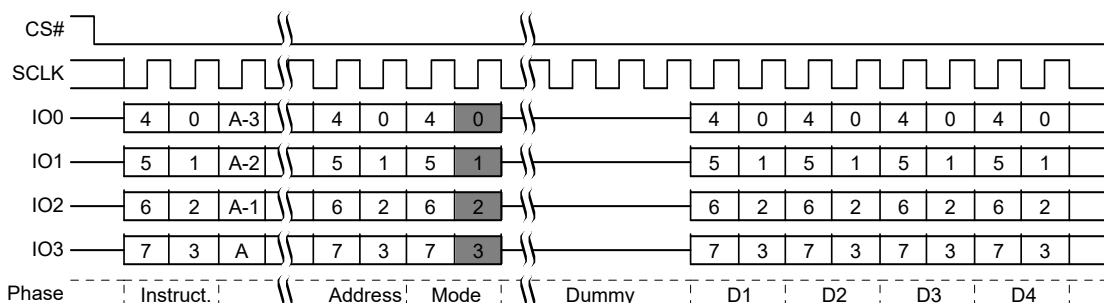 CS#
SCLK
IO0 4 0 A-3 4 0 4 0 4 0 4 0 4 0 4 0
IO1 5 1 A-2 5 1 5 1 5 1 5 1 5 1 5 1
IO2 6 2 A-1 6 2 6 2 6 2 6 2 6 2 6 2
IO3 7 3 A 7 3 7 3 7 3 7 3 7 3 7 3
Phase Instruct. Address Mode Dummy D1 D2 D3 D4